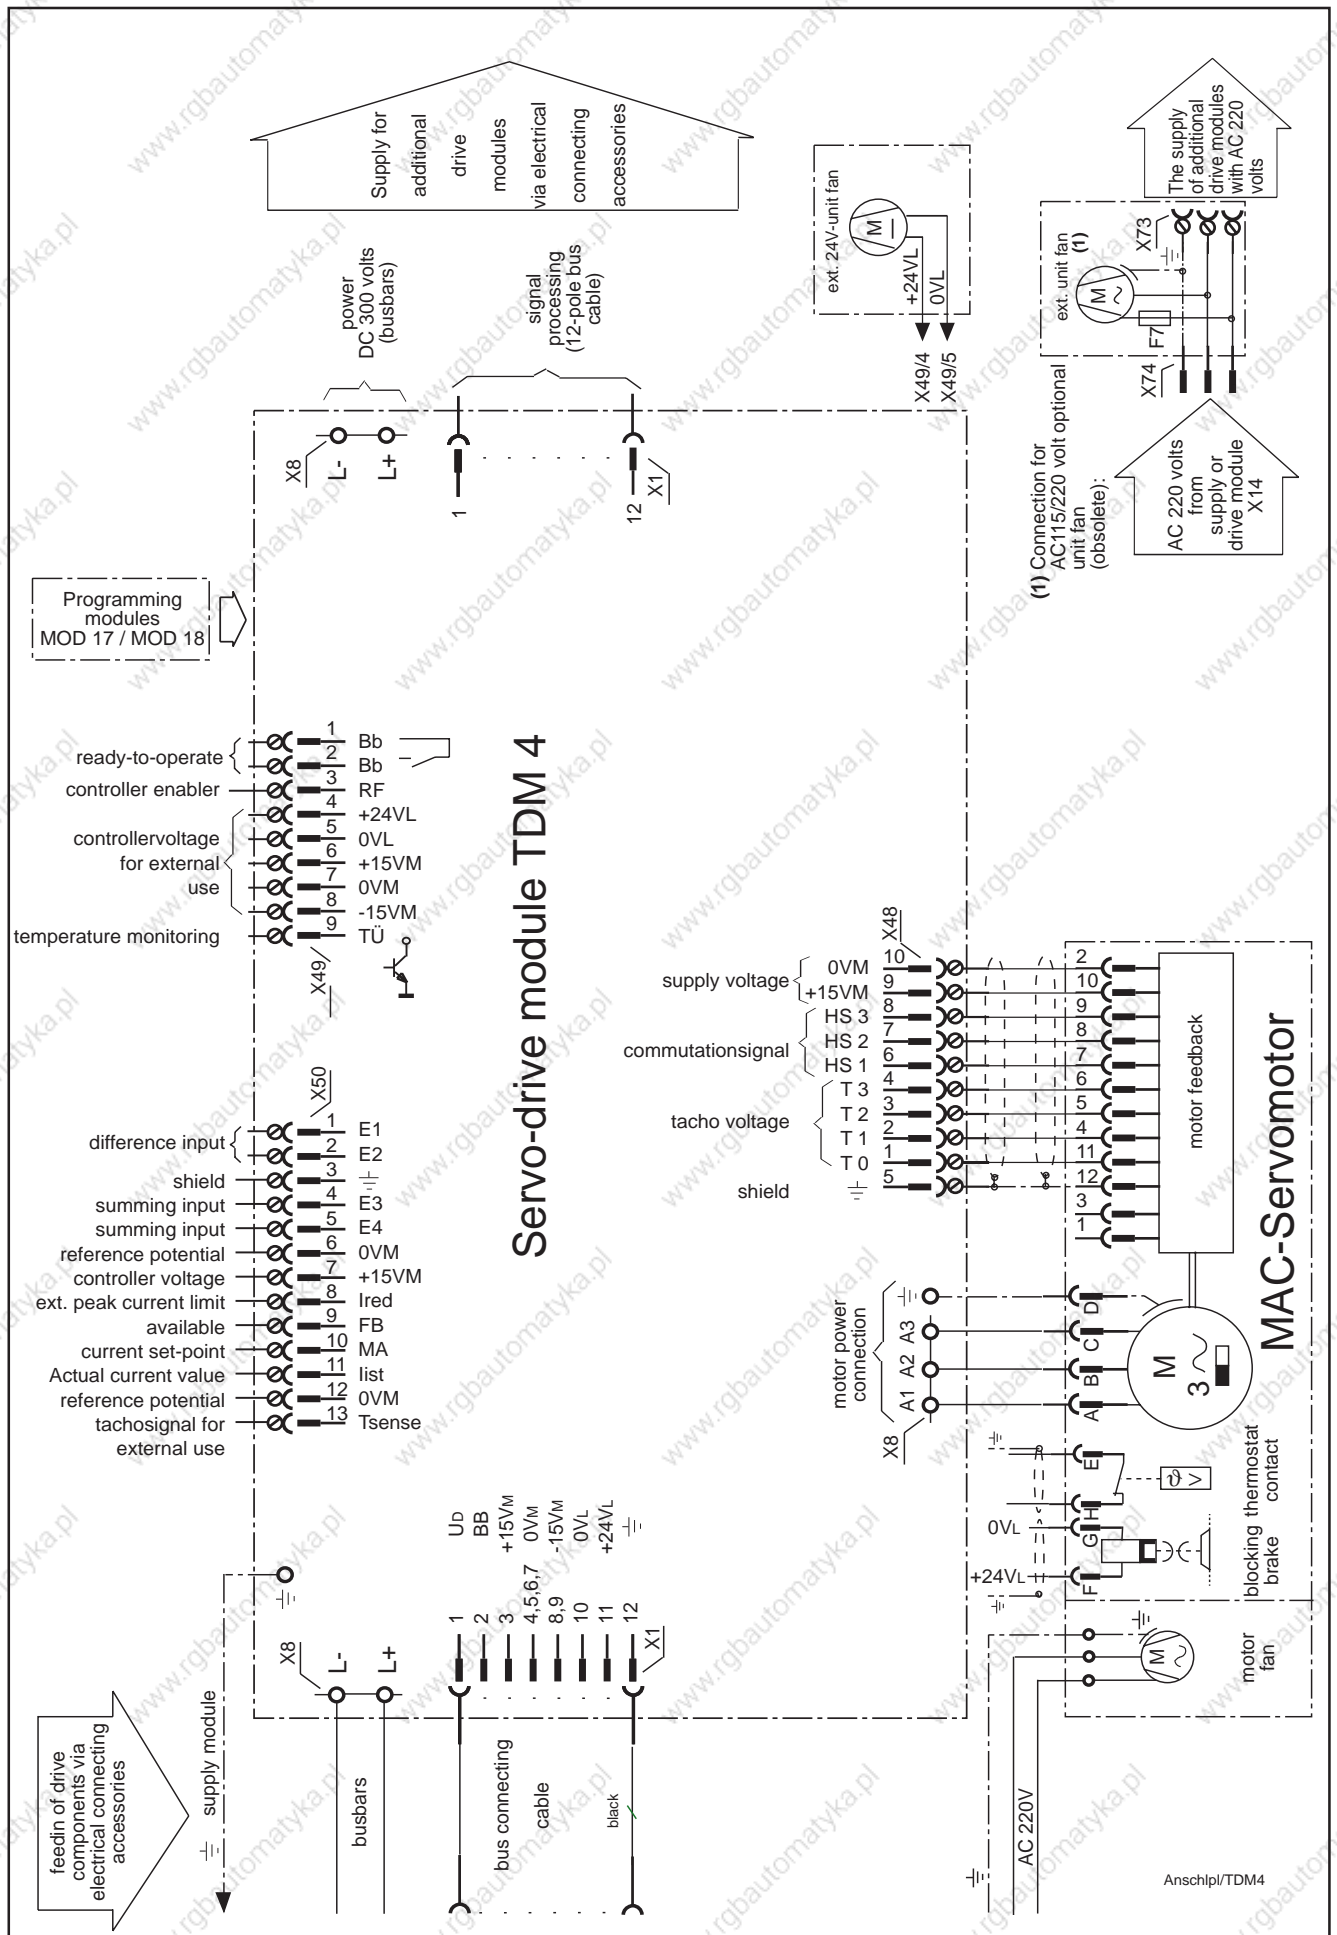 Supply for
additional
drive
modules
via electrical
connecting
accessories
The supply
of additional
drive modules
with AC 220
volts
ext. 24V-unit fan
M
+24VL
0VL
X49/4
X49/5
ext. unit fan
(1)
M
F7
X73
X74
(1) Connection for
AC115/220 volt optional
unit fan
(obsolete):
AC 220 volts
from
supply or
drive module
X14
power
DC 300 volts
(busbars)
signal
processing
(12-pole bus
cable)
X8
L-
L+
1
12
X1
Programming
modules
MOD 17 / MOD 18
ready-to-operate
1 Bb
2 Bb
controller enabler 3 RF
controllervoltage
for external
use
4 +24VL
5 0VL
6 +15VM
7 0VM
8 -15VM
temperature monitoring 9 TÜ
X49
Servo-drive module TDM 4
X50
difference input
1 E1
2 E2
shield 3
summing input 4 E3
summing input 5 E4
reference potential 6 0VM
controller voltage 7 +15VM
ext. peak current limit 8 Ired
available 9 FB
current set-point 10 MA
Actual current value 11 Iist
reference potential 12 0VM
tachosignal for 13 Tsense
external use
X48
supply voltage
0VM 10 2
+15VM 9 10
commutationsignal
HS 3 8 9
HS 2 7 8
HS 1 6 7
tacho voltage
T 3 4 6
T 2 3 5
T 1 2 4
T 0 1 11
shield 5 12
3
1
motor feedback
MAC-Servomotor
motor power
connection
X8
A1
A2
A3
D
C
B
A
M
3
E
H
G
F
0VL
+24VL
ϑ >
thermostat
contact
blocking
brake
motor
fan
M
AC 220V
UD
BB
+15VM
0VM
-15VM
0VL
+24VL
1
2
3
4,5,6,7
8,9
10
11
12
X1
X8
L-
L+
feedin of drive
components via
electrical connecting
accessories
supply module
busbars
bus connecting
cable
black
Anschlpl/TDM4
www.rgbautomatyka.pl